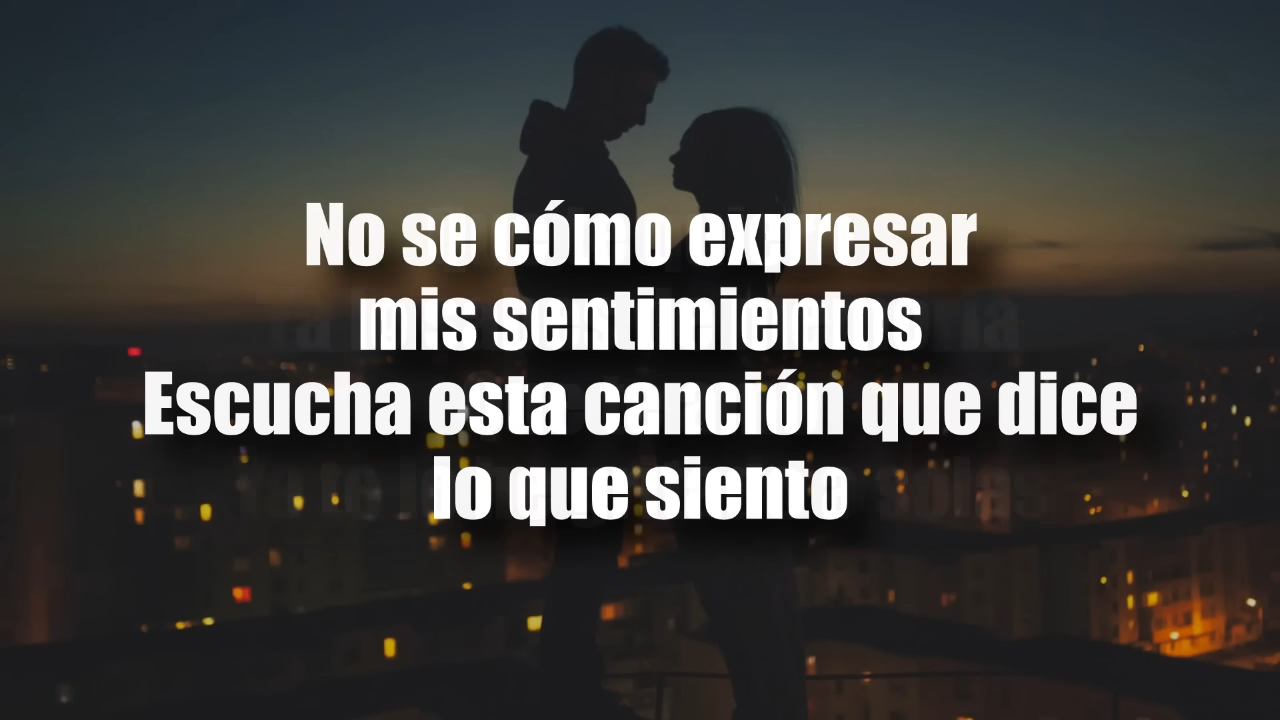 No se cómo expresar
mis sentimientos
Escucha esta canción que dice
lo que siento